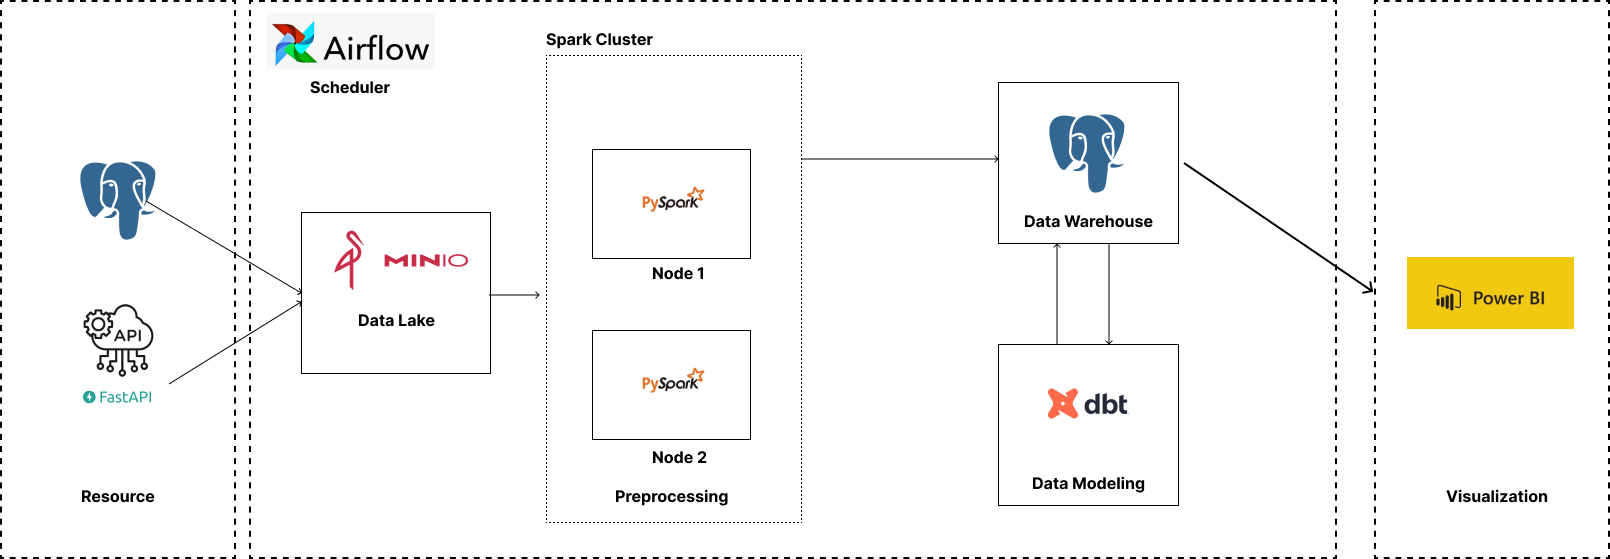 Airflow
Scheduler
Spark Cluster
API
FastAPI
Resource
MINIO
Data Lake
PySpark
Node 1
PySpark
Node 2
Preprocessing
Data Warehouse
dbt
Data Modeling
Power BI
Visualization